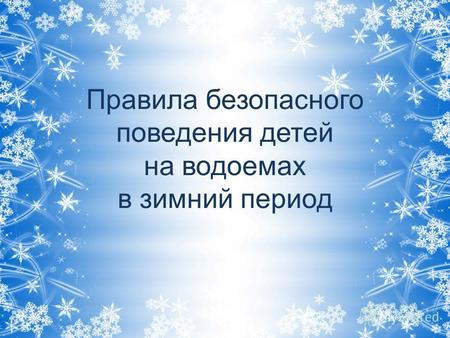 Правила безопасного
поведения детей
на водоемах
в зимний период